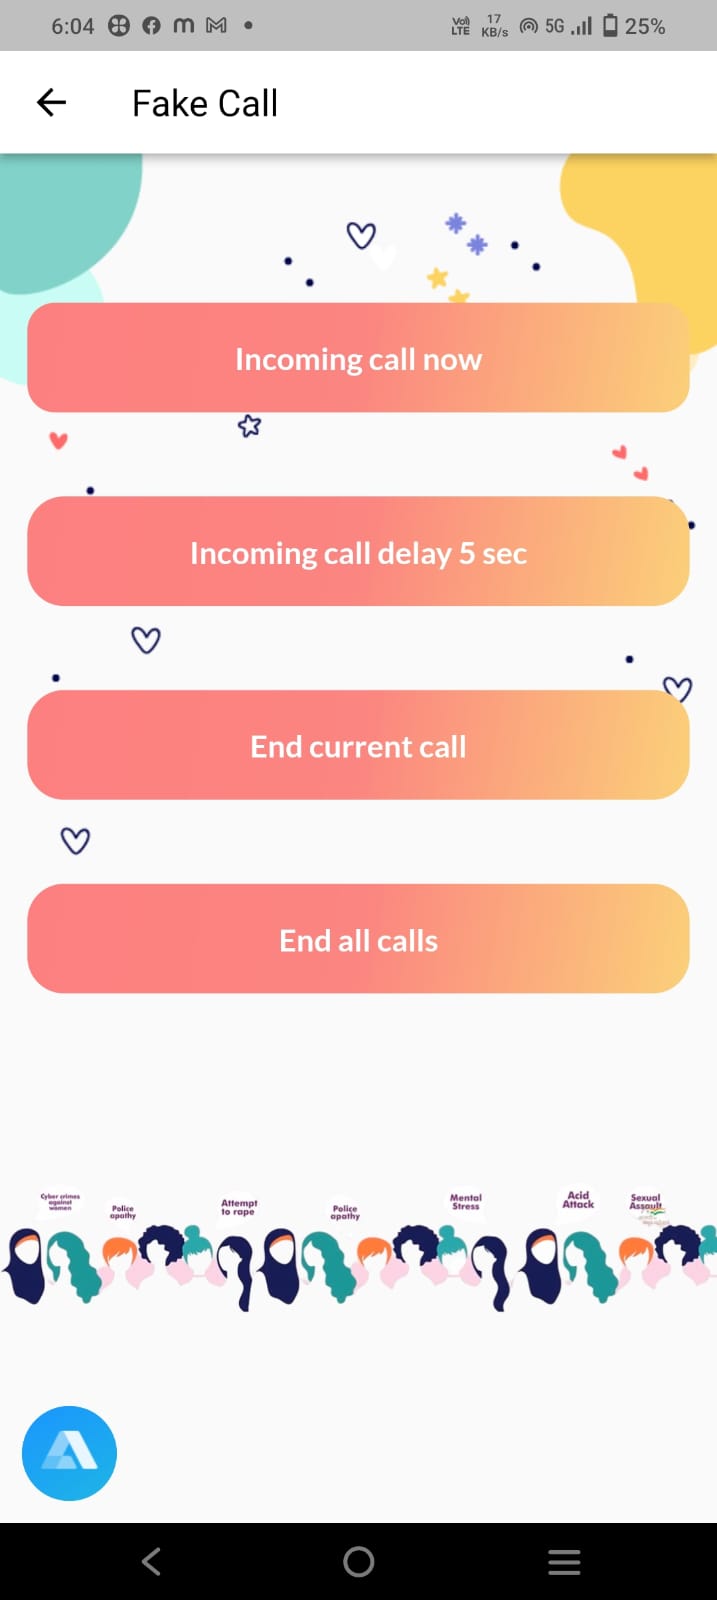 6:04
Vo) LTE
17 KB/s
5G
25%
Fake Call
Incoming call now
Incoming call delay 5 sec
End current call
End all calls
Cyber crimes
against
women
Police
apathy
Attempt
to rape
Police
apathy
Mental
Stress
Acid
Attack
Sexual
Assault